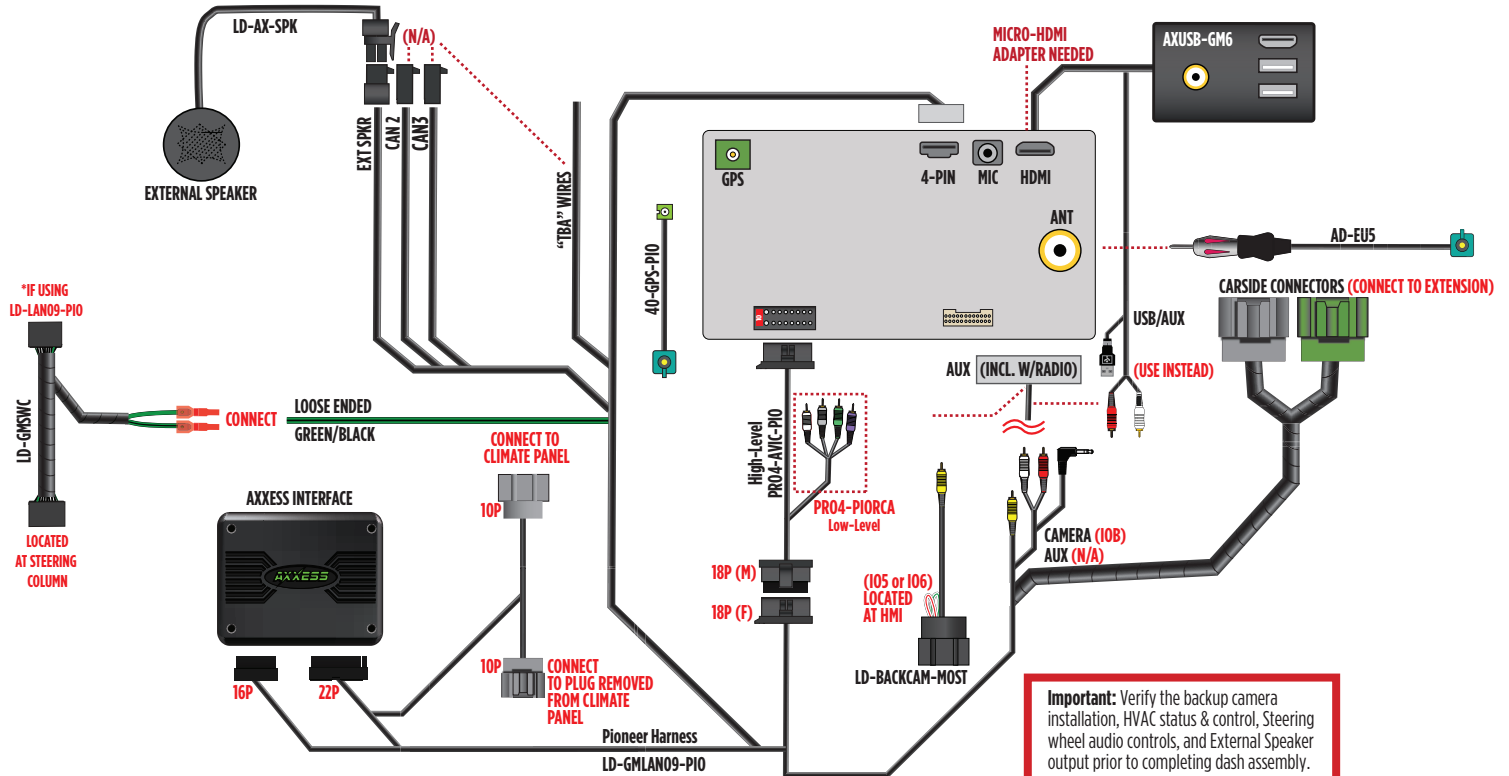 LD-AX-SPK
(N/A)
EXTERNAL SPEAKER
EXT SPKR
CAN 2
CAN3
"TBA" WIRES
MICRO-HDMI
ADAPTER NEEDED
AXUSB-GM6
GPS
4-PIN
MIC
HDMI
ANT
10
40-GPS-PIO
AD-EU5
CARSIDE CONNECTORS (CONNECT TO EXTENSION)
USB/AUX
AUX
(INCL. W/RADIO)
(USE INSTEAD)
*IF USING
LD-LAN09-PIO
LD-GMSWC
CONNECT
LOOSE ENDED
GREEN/BLACK
LOCATED
AT STEERING
COLUMN
AXXESS INTERFACE
AXXESS
16P
22P
CONNECT TO
CLIMATE PANEL
10P
10P
CONNECT
TO PLUG REMOVED
FROM CLIMATE
PANEL
High-Level
PRO4-AVIC-PIO
PRO4-PIORCA
Low-Level
18P (M)
18P (F)
(IO5 or IO6)
LOCATED
AT HMI
LD-BACKCAM-MOST
CAMERA (IOB)
AUX (N/A)
Pioneer Harness
LD-GMLAN09-PIO
Important: Verify the backup camera
installation, HVAC status & control, Steering
wheel audio controls, and External Speaker
output prior to completing dash assembly.